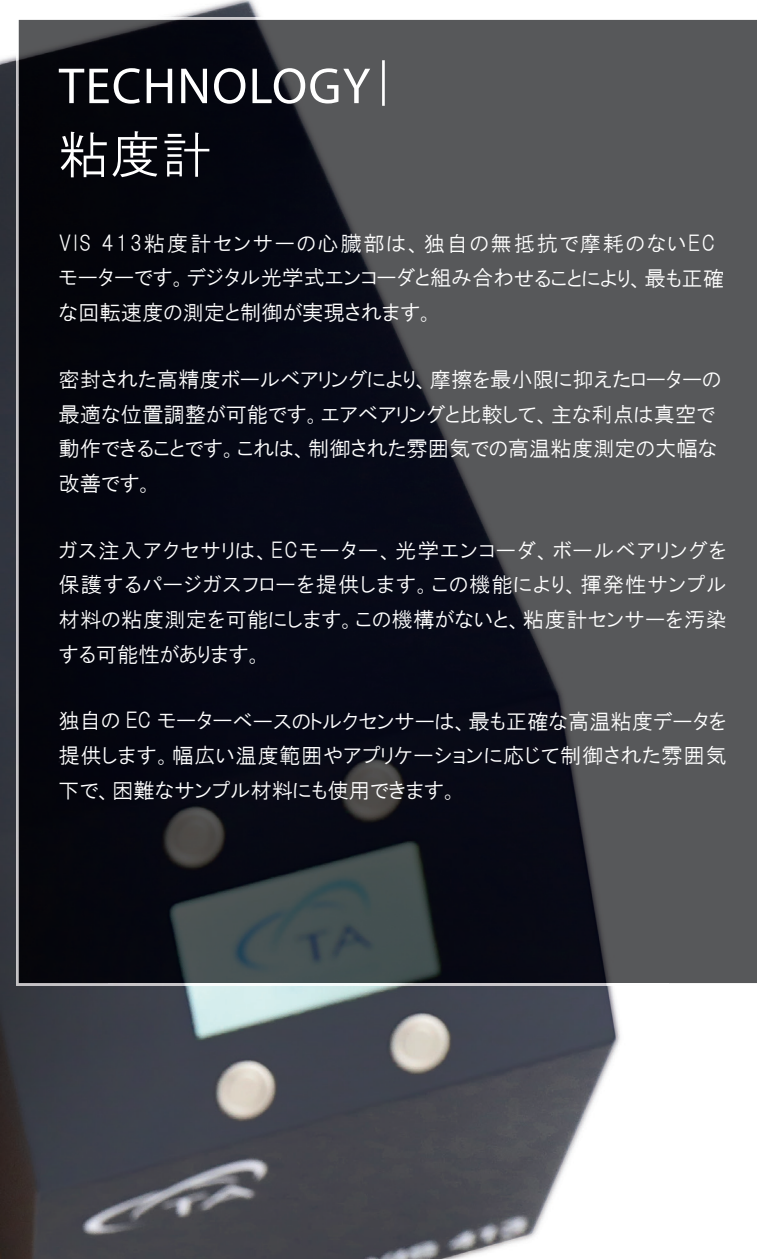 TECHNOLOGY|
粘度計
VIS 413粘度計センサーの心臓部は、独自の無抵抗で摩耗のないEC
モーターです。デジタル光学式エンコーダと組み合わせることにより、最も正確
な回転速度の測定と制御が実現されます。
密封された高精度ボールベアリングにより、摩擦を最小限に抑えたローターの
最適な位置調整が可能です。エアベアリングと比較して、主な利点は真空で
動作できることです。これは、制御された雰囲気での高温粘度測定の大幅な
改善です。
ガス注入アクセサリは、ECモーター、光学エンコーダ、ボールベアリングを
保護するパージガスフローを提供します。この機能により、揮発性サンプル
材料の粘度測定を可能にします。この機構がないと、粘度計センサーを汚染
する可能性があります。
独自の EC モーターベースのトルクセンサーは、最も正確な高温粘度データを
提供します。幅広い温度範囲やアプリケーションに応じて制御された雰囲気
下で、困難なサンプル材料にも使用できます。
TA
TA
VIS 413